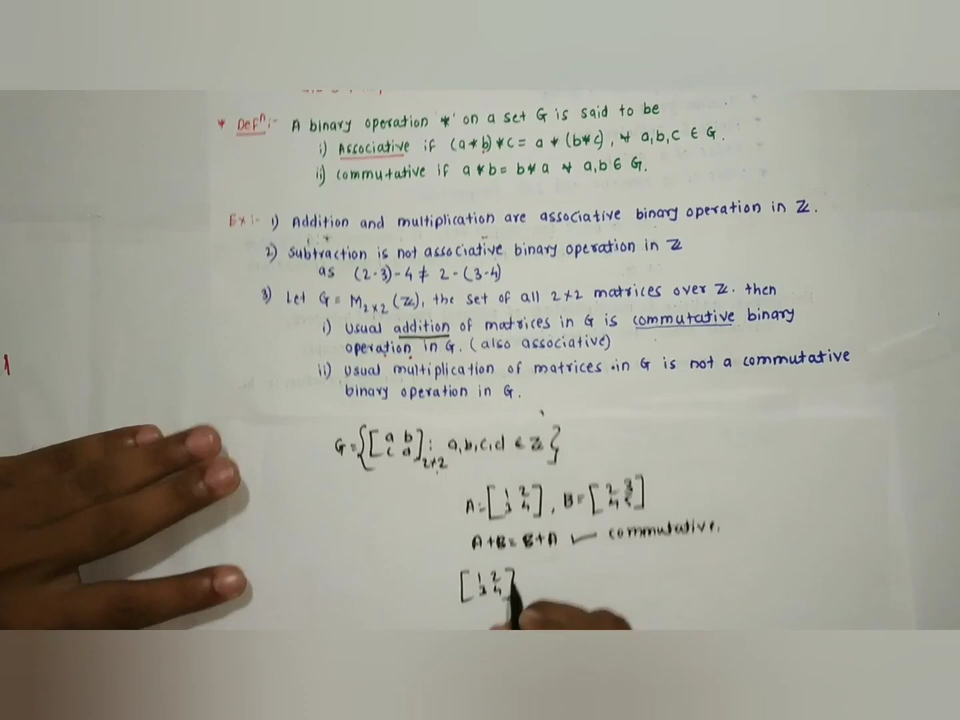 * Defⁿ:- A binary operation '*' on a set G is said to be
i) Associative if (a*b)*c = a*(b*c), ∀ a,b,c ∈ G.
ii) commutative if a*b = b*a ∀ a,b ∈ G.
Ex:- 1) Addition and multiplication are associative binary operation in Z.
2) Subtraction is not associative binary operation in Z
as (2-3)-4 ≠ 2-(3-4)
3) Let G = M₂ₓ₂(Z), the set of all 2×2 matrices over Z. then
i) Usual addition of matrices in G is commutative binary
operation in G. (also associative)
ii) Usual multiplication of matrices in G is not a commutative
binary operation in G.
G = {[a b
c d]₂ₓ₂ : a,b,c,d ∈ Z}
A = [1 2
3 4], B = [2 3
4 5]
A+B = B+A ✓ commutative.
[1 2
3 4]